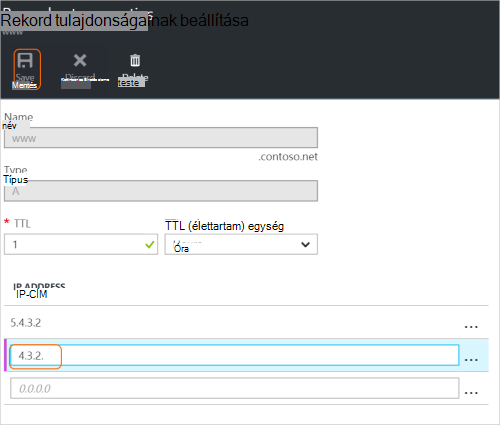 Rekord tulajdonságainak beállítása
www
Save Discard Delete
Mentés törlése
Name
név
www
.contoso.net
Type
Típus
A
* TTL TTL (élettartam) egység
1 Óra
IP ADDRESS
IP-CÍM
5.4.3.2 ...
4.3.2. ...
0.0.0.0 ...